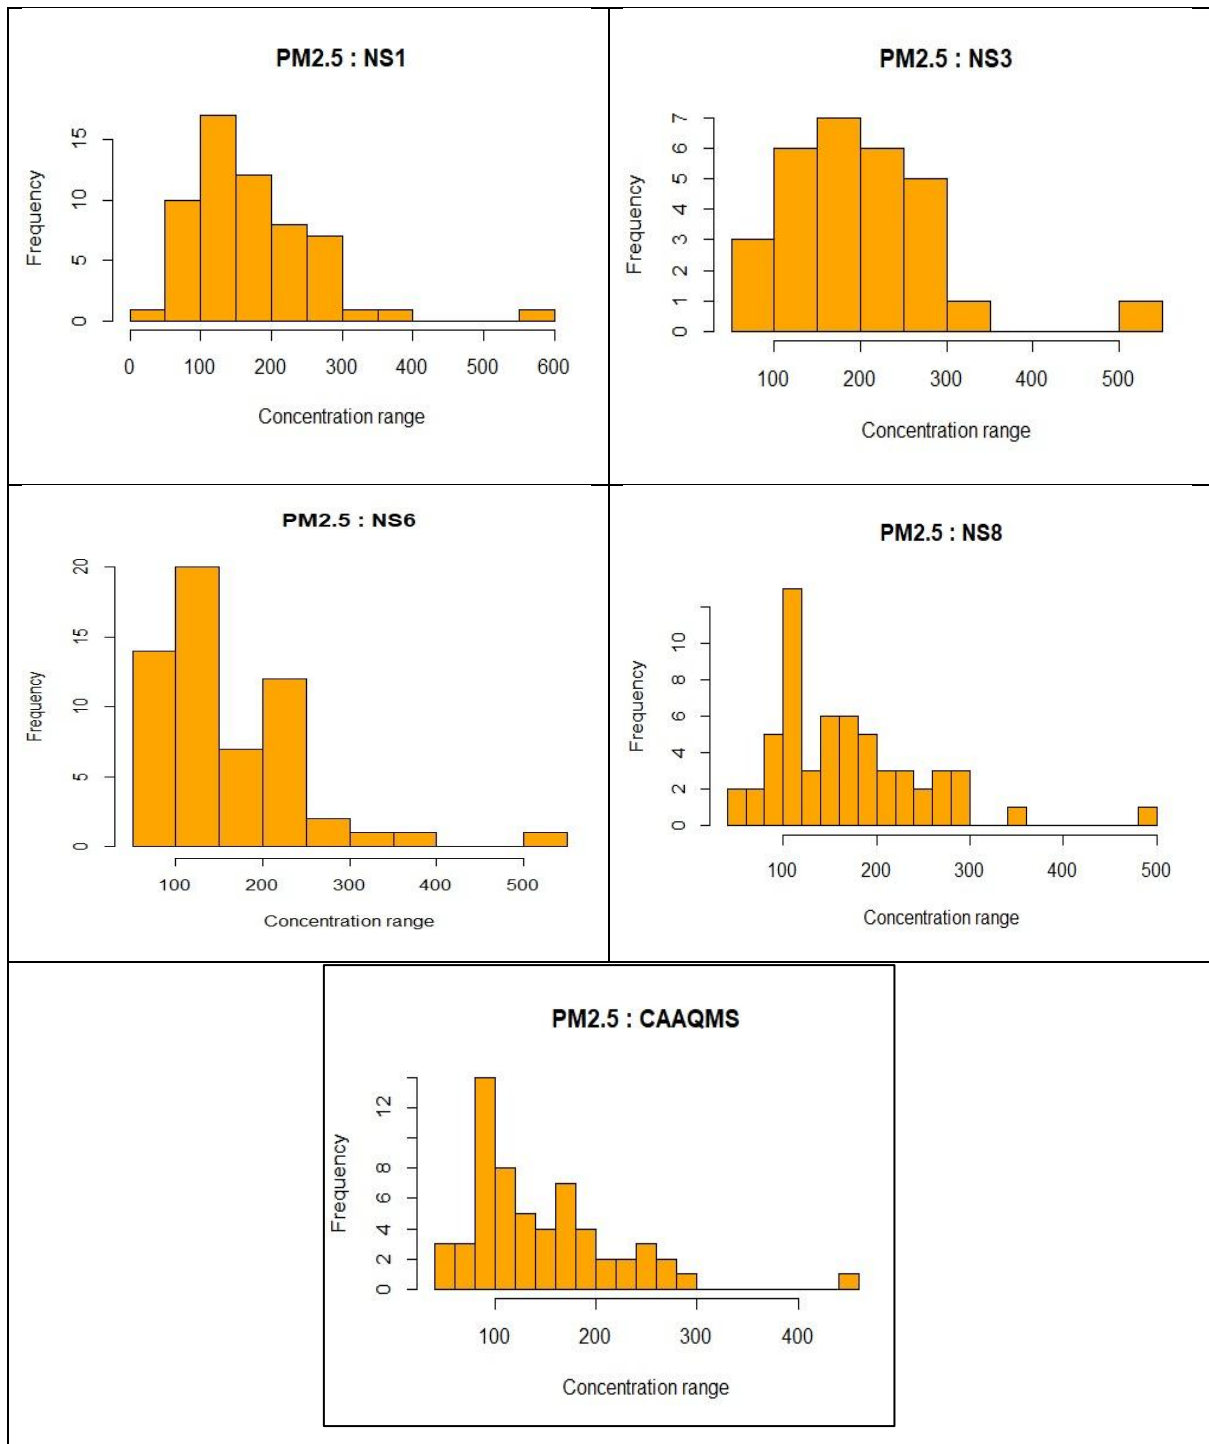 PM2.5 : NS1
15
10
5
0
Frequency
0 100 200 300 400 500 600
Concentration range
PM2.5 : NS3
7
6
5
4
3
2
1
0
Frequency
100 200 300 400 500
Concentration range
PM2.5 : NS6
20
15
10
5
0
Frequency
100 200 300 400 500
Concentration range
PM2.5 : NS8
10
8
6
4
2
0
Frequency
100 200 300 400 500
Concentration range
PM2.5 : CAAQMS
12
8
6
4
2
0
Frequency
100 200 300 400
Concentration range